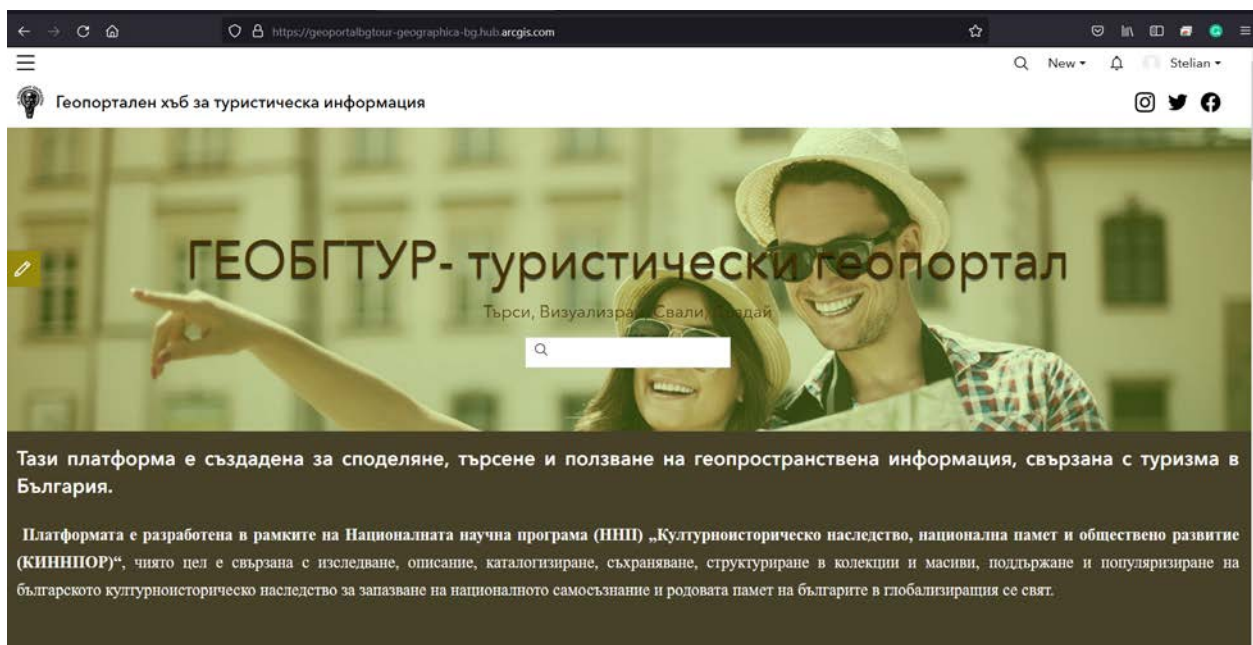 https://geoportalbgtour-geographica-bg.hub.arcgis.com
New
Stelian
Геопортален хъб за туристическа информация
ГЕОБГТУР- туристически геопортал
Търси, Свали,
Тази платформа е създадена за споделяне, търсене и ползване на геопространствена информация, свързана с туризма в
България.
Платформата е разработена в рамките на Националната научна програма (ННП) „Културноисторическо наследство, национална памет и обществено развитие
(КИННПОР)“, чиято цел е свързана с изследване, описание, каталогизиране, съхраняване, структуриране в колекции и масиви, поддържане и популяризиране на
българското културноисторическо наследство за запазване на националното самосъзнание и родовата памет на българите в глобализиращия се свят.